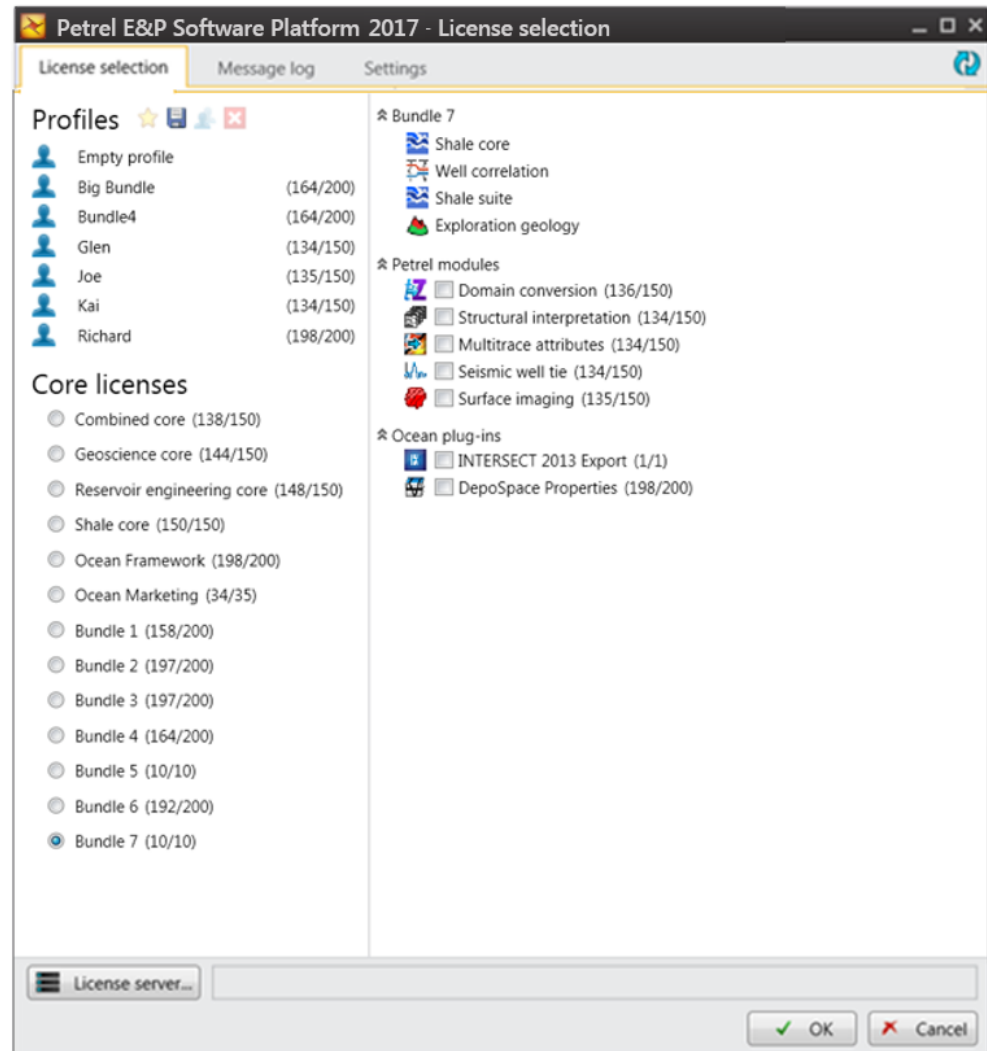 Petrel E&P Software Platform 2017 - License selection
License selection Message log Settings
Profiles
Empty profile
Big Bundle (164/200)
Bundle4 (164/200)
Glen (134/150)
Joe (135/150)
Kai (134/150)
Richard (198/200)
Core licenses
Combined core (138/150)
Geoscience core (144/150)
Reservoir engineering core (148/150)
Shale core (150/150)
Ocean Framework (198/200)
Ocean Marketing (34/35)
Bundle 1 (158/200)
Bundle 2 (197/200)
Bundle 3 (197/200)
Bundle 4 (164/200)
Bundle 5 (10/10)
Bundle 6 (192/200)
Bundle 7 (10/10)
Bundle 7
Shale core
Well correlation
Shale suite
Exploration geology
Petrel modules
Domain conversion (136/150)
Structural interpretation (134/150)
Multitrace attributes (134/150)
Seismic well tie (134/150)
Surface imaging (135/150)
Ocean plug-ins
INTERSECT 2013 Export (1/1)
DepoSpace Properties (198/200)
License server...
OK Cancel